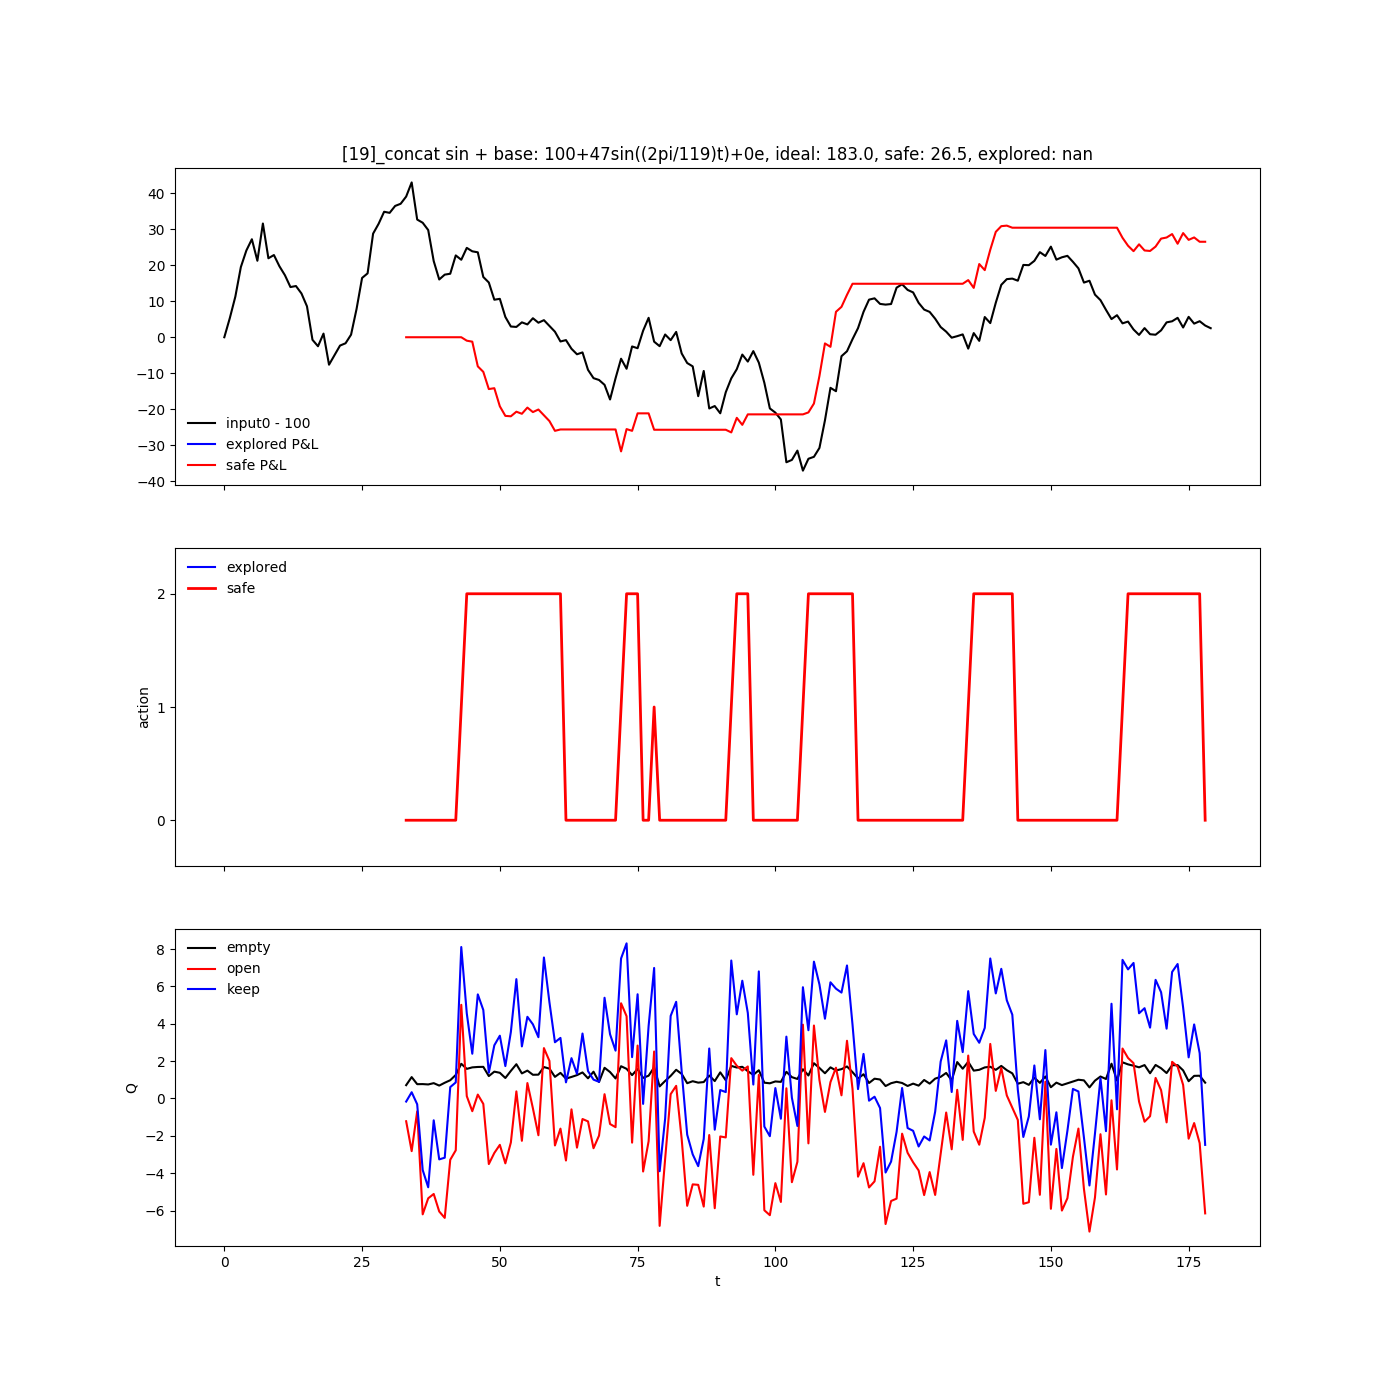 [19]_concat sin + base: 100+47sin((2pi/119)t)+0e, ideal: 183.0, safe: 26.5, explored: nan
40
30
20
10
0
−10
−20
−30
−40
input0 - 100
explored P&L
safe P&L
explored
safe
2
1
0
action
empty
open
keep
8
6
4
2
0
−2
−4
−6
Q
0 25 50 75 100 125 150 175
t